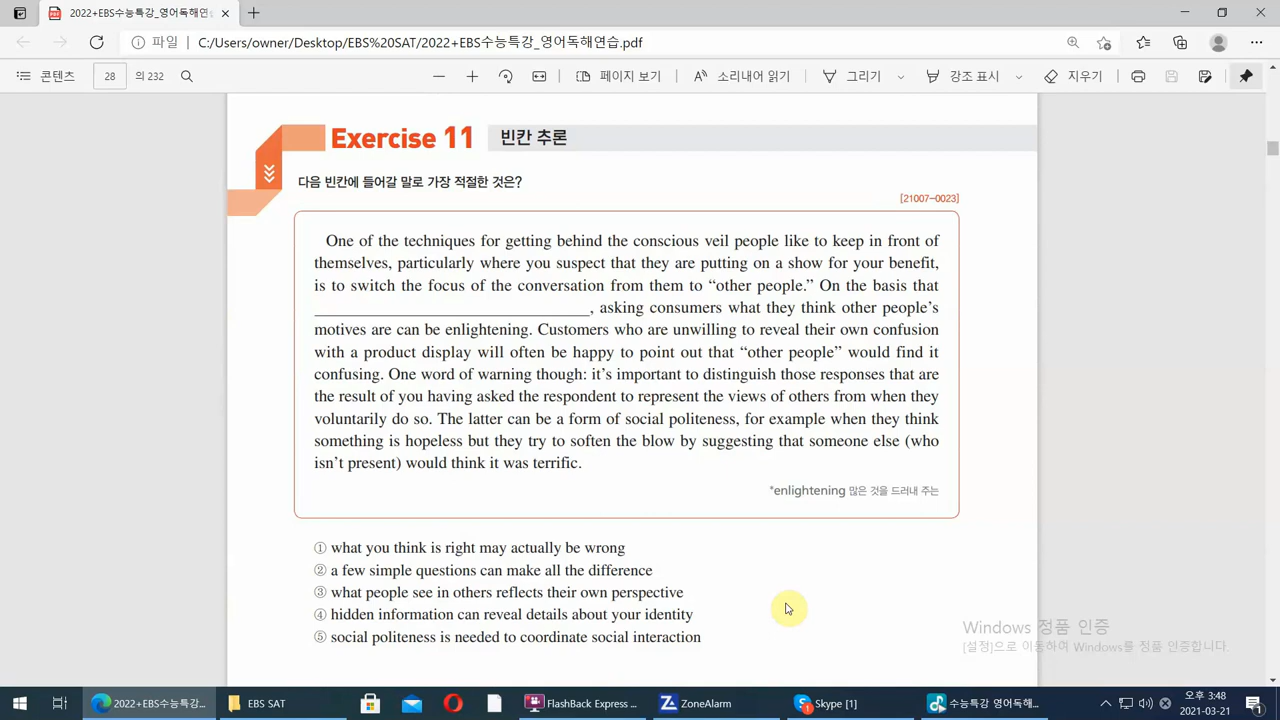 2022+EBS수능특강_영어독해연습
파일 C:/Users/owner/Desktop/EBS%20SAT/2022+EBS수능특강_영어독해연습.pdf
콘텐츠 28 의 232 페이지 보기 소리내어 읽기 그리기 강조 표시 지우기
Exercise 11 빈칸 추론
다음 빈칸에 들어갈 말로 가장 적절한 것은?
[21007-0023]
One of the techniques for getting behind the conscious veil people like to keep in front of
themselves, particularly where you suspect that they are putting on a show for your benefit,
is to switch the focus of the conversation from them to “other people.” On the basis that
______________________________, asking consumers what they think other people’s
motives are can be enlightening. Customers who are unwilling to reveal their own confusion
with a product display will often be happy to point out that “other people” would find it
confusing. One word of warning though: it’s important to distinguish those responses that are
the result of you having asked the respondent to represent the views of others from when they
voluntarily do so. The latter can be a form of social politeness, for example when they think
something is hopeless but they try to soften the blow by suggesting that someone else (who
isn’t present) would think it was terrific.
*enlightening 많은 것을 드러내 주는
① what you think is right may actually be wrong
② a few simple questions can make all the difference
③ what people see in others reflects their own perspective
④ hidden information can reveal details about your identity
⑤ social politeness is needed to coordinate social interaction
Windows 정품 인증
[설정]으로 이동하여 Windows를 정품 인증합니다.
2022+EBS수능특강_... EBS SAT FlashBack Express ... ZoneAlarm Skype [1] 수능특강 영어독해... 오후 3:48
2021-03-21